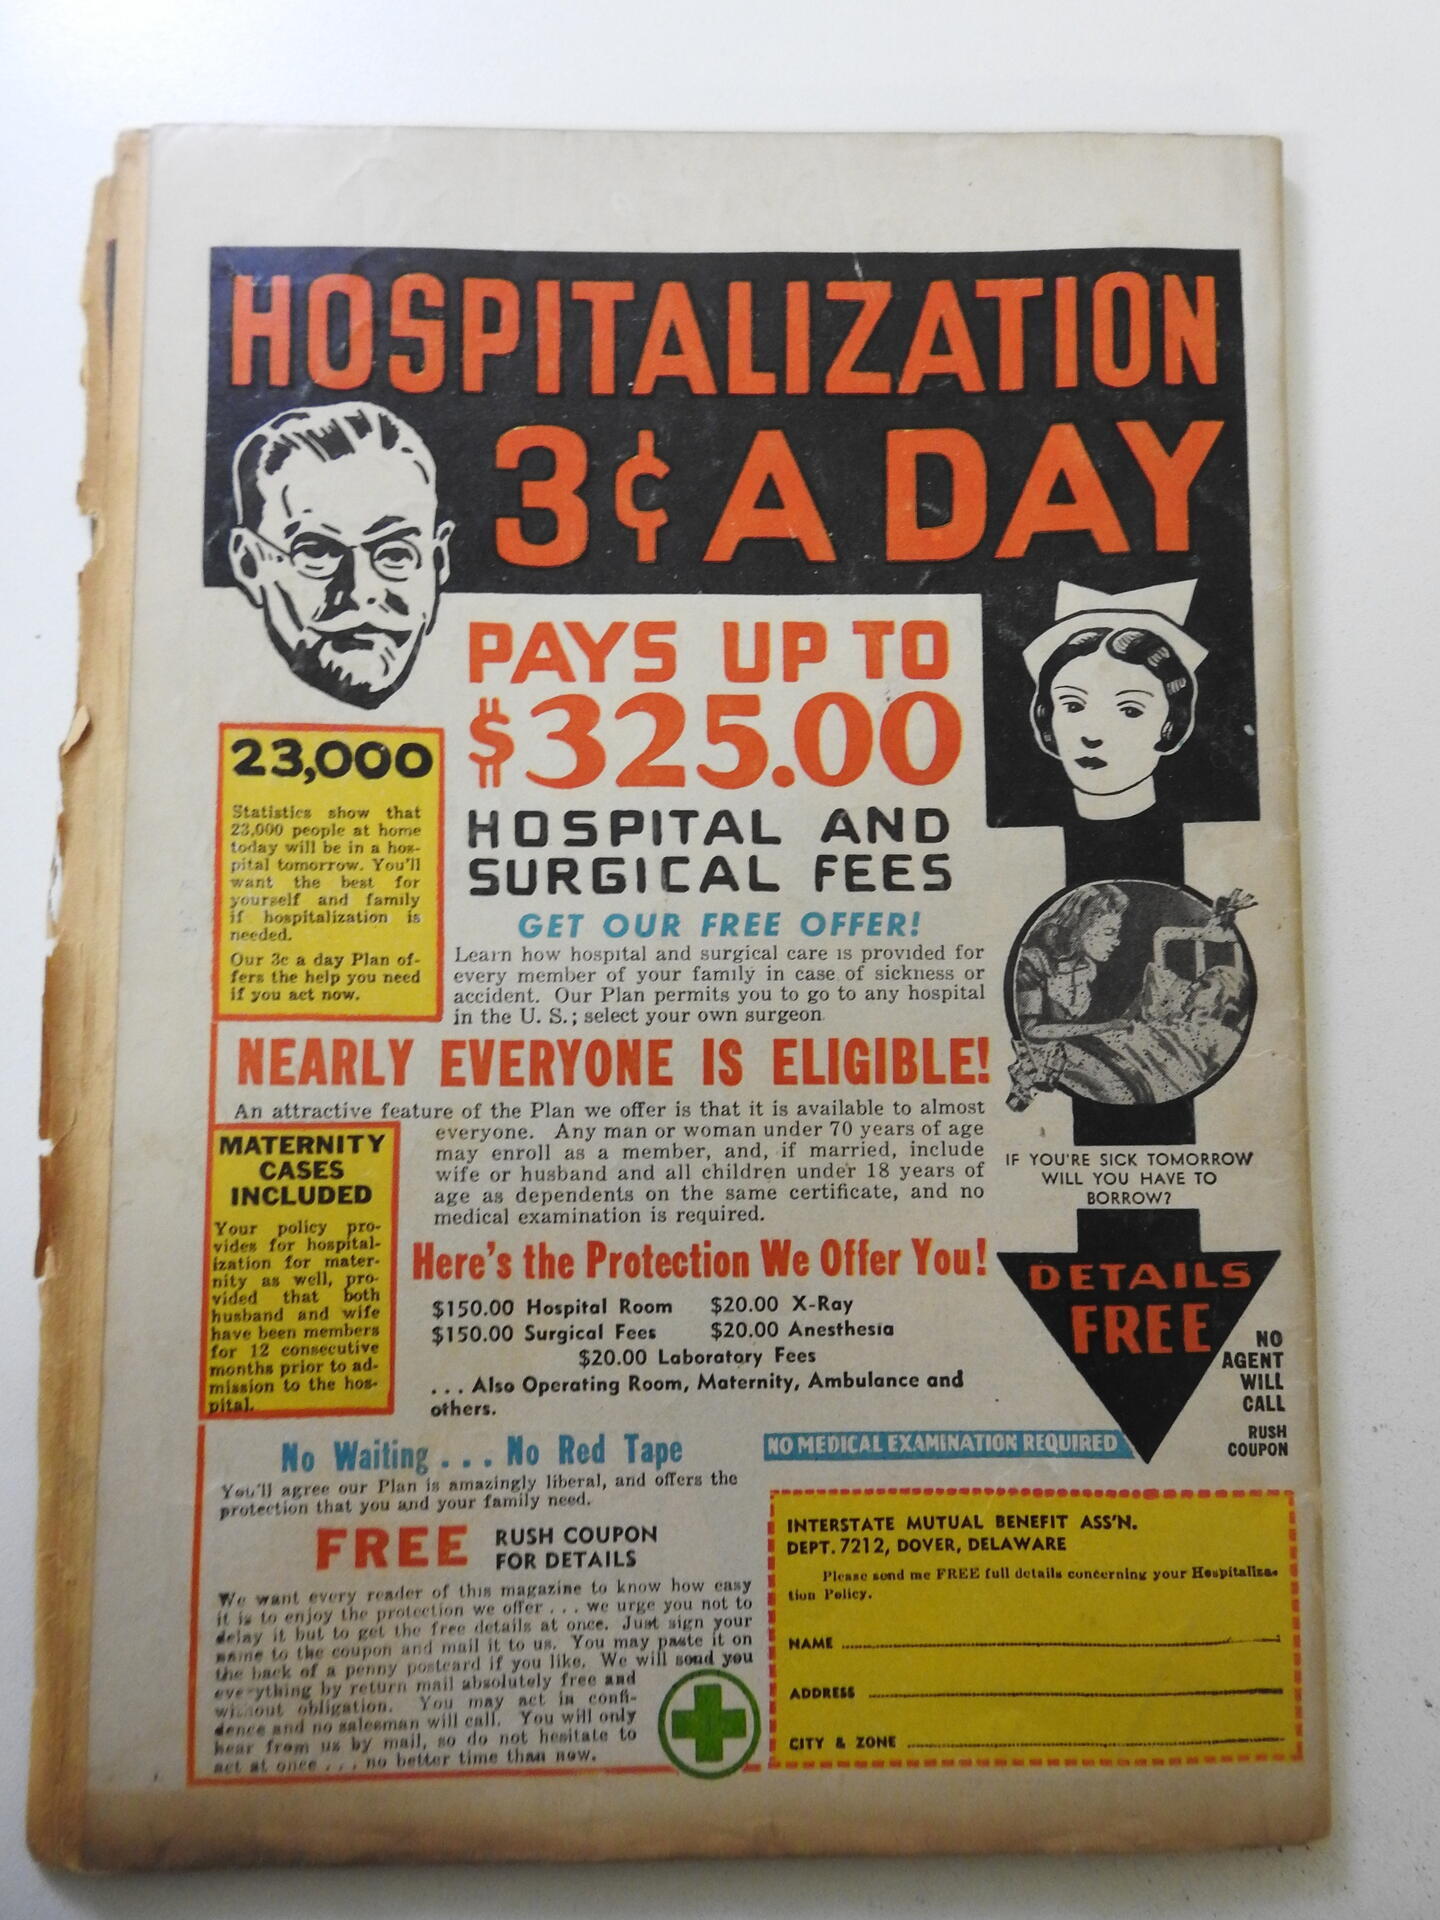 HOSPITALIZATION
3¢ A DAY
PAYS UP TO
$325.00
HOSPITAL AND
SURGICAL FEES
GET OUR FREE OFFER!
Learn how hospital and surgical care is provided for
every member of your family in case of sickness or
accident. Our Plan permits you to go to any hospital
in the U. S.; select your own surgeon.
23,000
Statistics show that
23,000 people at home
today will be in a hos-
pital tomorrow. You'll
want the best for
yourself and family
if hospitalization is
needed.
Our 3c a day Plan of-
fers the help you need
if you act now.
NEARLY EVERYONE IS ELIGIBLE!
An attractive feature of the Plan we offer is that it is available to almost
everyone. Any man or woman under 70 years of age
may enroll as a member, and, if married, include
wife or husband and all children under 18 years of
age as dependents on the same certificate, and no
medical examination is required.
MATERNITY
CASES
INCLUDED
Your policy pro-
vides for hospital-
ization for mater-
nity as well, pro-
vided that both
husband and wife
have been members
for 12 consecutive
months prior to ad-
mission to the hos-
pital.
IF YOU'RE SICK TOMORROW
WILL YOU HAVE TO
BORROW?
Here's the Protection We Offer You!
$150.00 Hospital Room $20.00 X-Ray
$150.00 Surgical Fees $20.00 Anesthesia
$20.00 Laboratory Fees
. . . Also Operating Room, Maternity, Ambulance and
others.
DETAILS
FREE
NO
AGENT
WILL
CALL
RUSH
COUPON
No Waiting . . . No Red Tape
You'll agree our Plan is amazingly liberal, and offers the
protection that you and your family need.
NO MEDICAL EXAMINATION REQUIRED
FREE RUSH COUPON
FOR DETAILS
We want every reader of this magazine to know how easy
it is to enjoy the protection we offer . . . we urge you not to
delay it but to get the free details at once. Just sign your
name to the coupon and mail it to us. You may paste it on
the back of a penny postcard if you like. We will send you
everything by return mail absolutely free and
without obligation. You may act in confi-
dence and no salesman will call. You will only
hear from us by mail, so do not hesitate to
act at once . . . no better time than now.
INTERSTATE MUTUAL BENEFIT ASS'N.
DEPT. 7212, DOVER, DELAWARE
Please send me FREE full details concerning your Hospitaliza-
tion Policy.
NAME
ADDRESS
CITY & ZONE